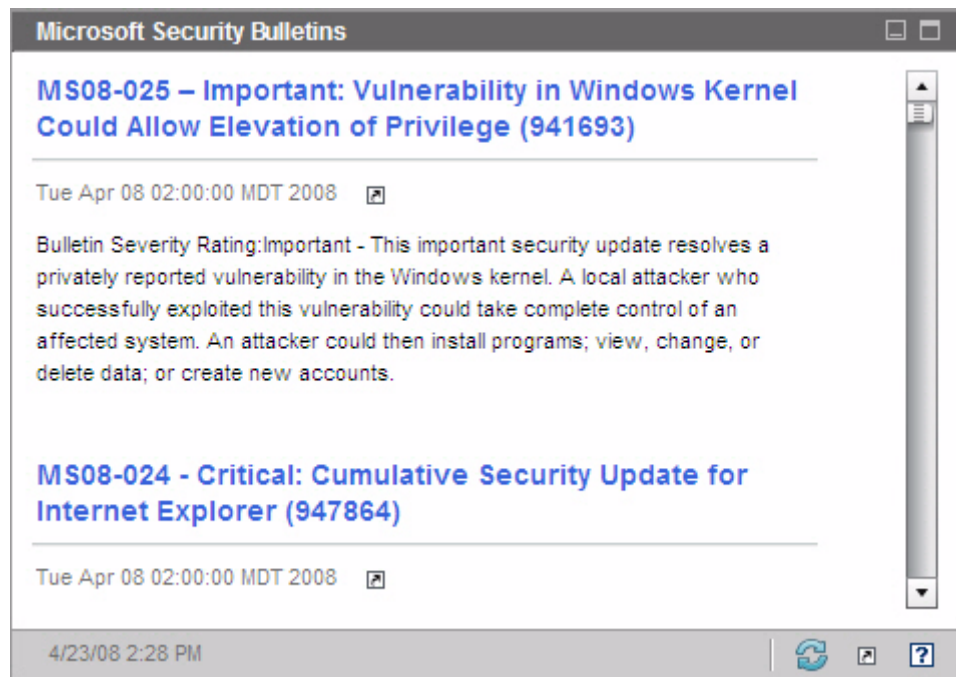 Microsoft Security Bulletins
MS08-025 – Important: Vulnerability in Windows Kernel
Could Allow Elevation of Privilege (941693)
Tue Apr 08 02:00:00 MDT 2008
Bulletin Severity Rating:Important - This important security update resolves a
privately reported vulnerability in the Windows kernel. A local attacker who
successfully exploited this vulnerability could take complete control of an
affected system. An attacker could then install programs; view, change, or
delete data; or create new accounts.
MS08-024 - Critical: Cumulative Security Update for
Internet Explorer (947864)
Tue Apr 08 02:00:00 MDT 2008
4/23/08 2:28 PM
?